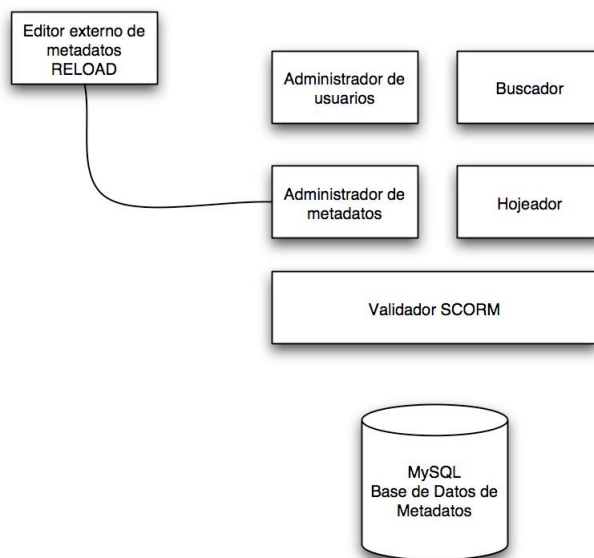 Editor externo de
metadatos
RELOAD
Administrador de
usuarios
Buscador
Administrador de
metadatos
Hojeador
Validador SCORM
MySQL
Base de Datos de
Metadatos